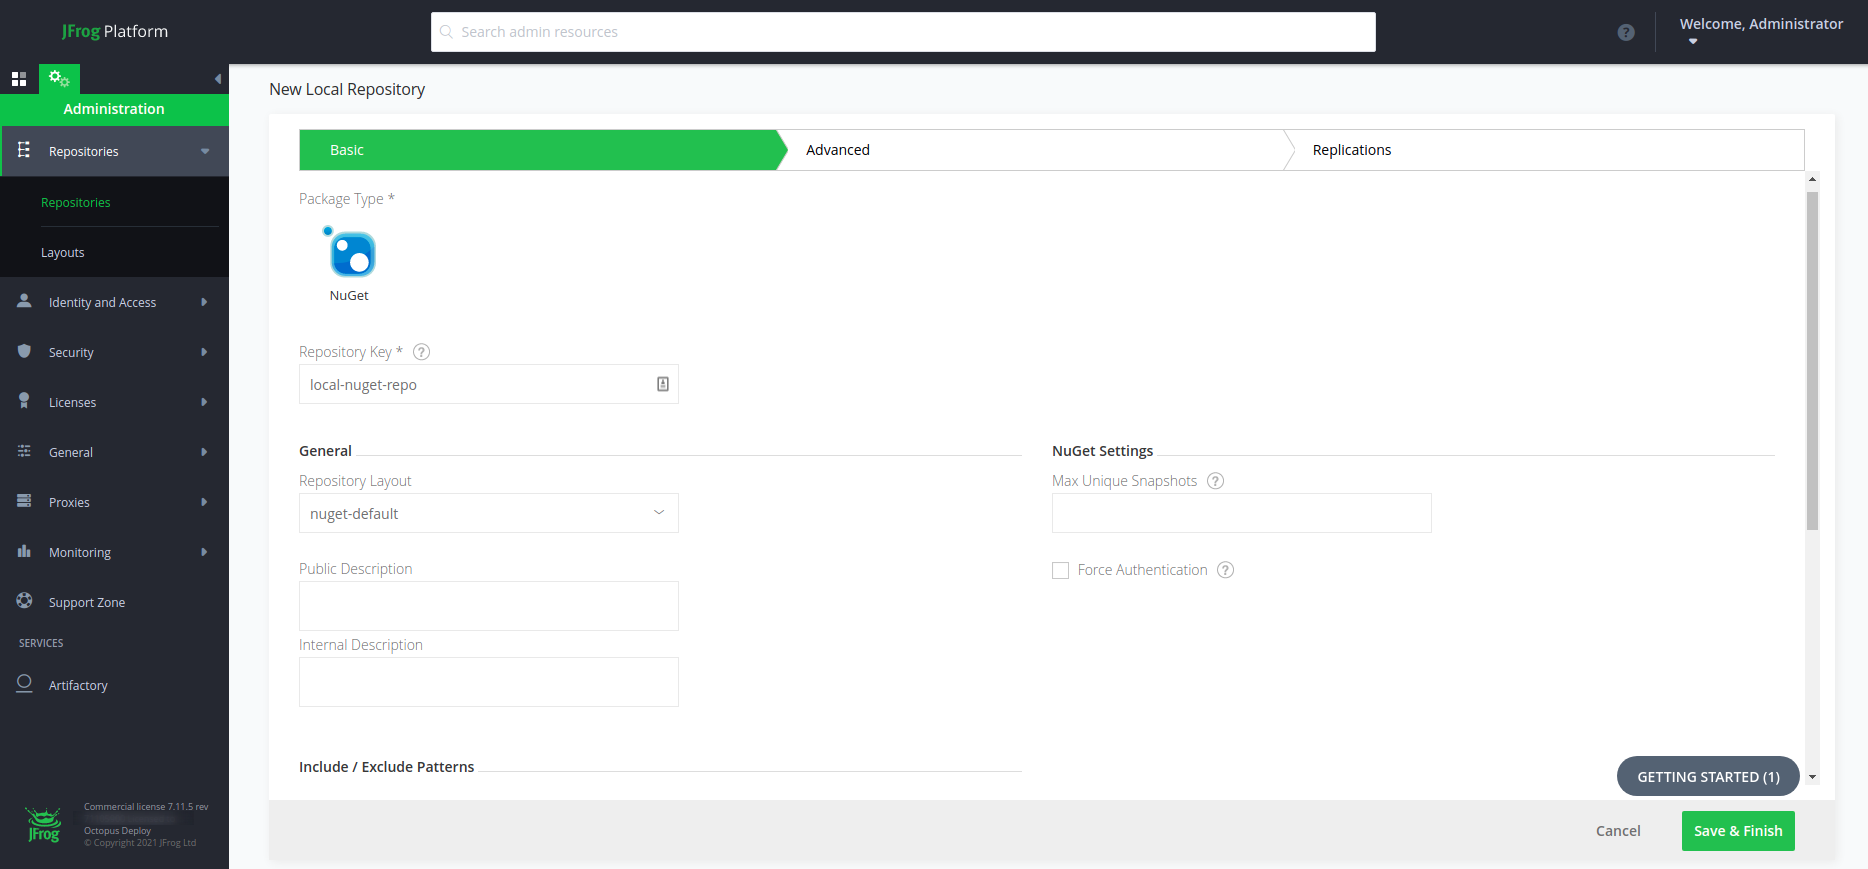 JFrog Platform
Search admin resources
?
Welcome, Administrator
Administration
Repositories
Repositories
Layouts
Identity and Access
Security
Licenses
General
Proxies
Monitoring
Support Zone
SERVICES
Artifactory
JFrog
Commercial license 7.11.5 rev
Octopus Deploy
© Copyright 2021 JFrog Ltd
New Local Repository
Basic
Advanced
Replications
Package Type *
NuGet
Repository Key * ?
local-nuget-repo
General
Repository Layout
nuget-default
Public Description
Internal Description
Include / Exclude Patterns
NuGet Settings
Max Unique Snapshots ?
Force Authentication ?
GETTING STARTED (1)
Cancel
Save & Finish